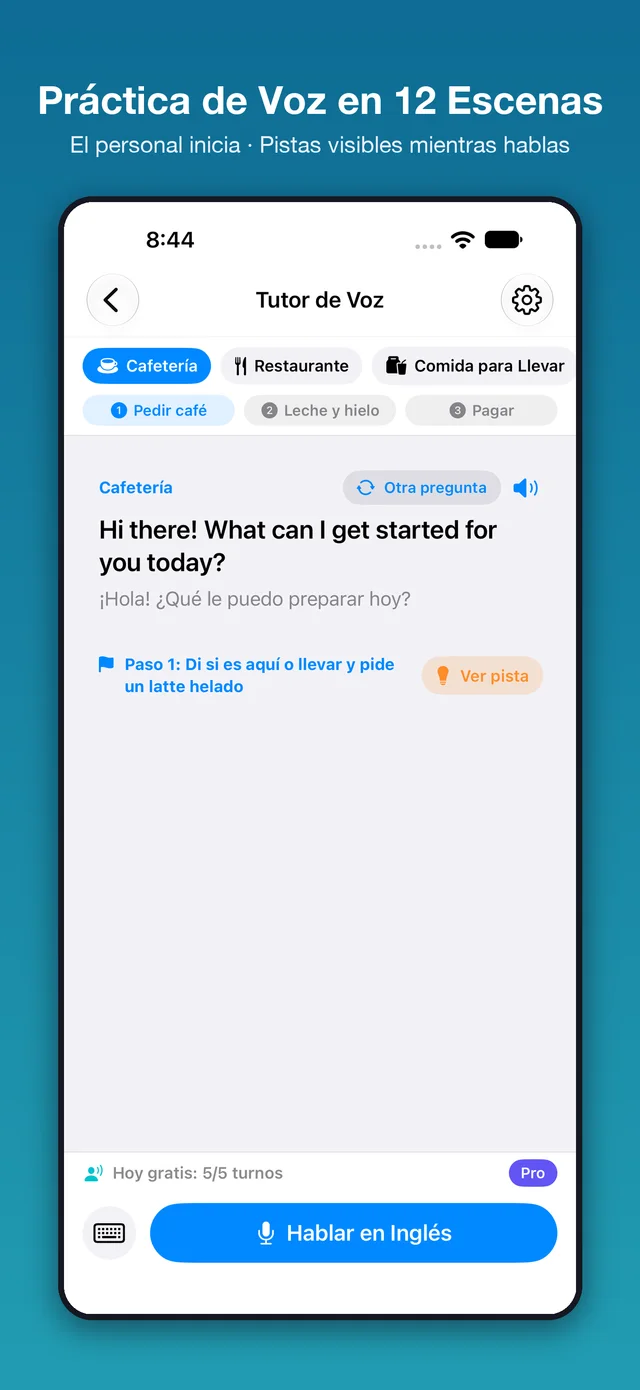 Práctica de Voz en 12 Escenas
El personal inicia · Pistas visibles mientras hablas
8:44
Tutor de Voz
Cafetería Restaurante Comida para Llevar
1 Pedir café 2 Leche y hielo 3 Pagar
Cafetería Otra pregunta
Hi there! What can I get started for
you today?
¡Hola! ¿Qué le puedo preparar hoy?
Paso 1: Di si es aquí o llevar y pide
un latte helado
Ver pista
Hoy gratis: 5/5 turnos Pro
Hablar en Inglés